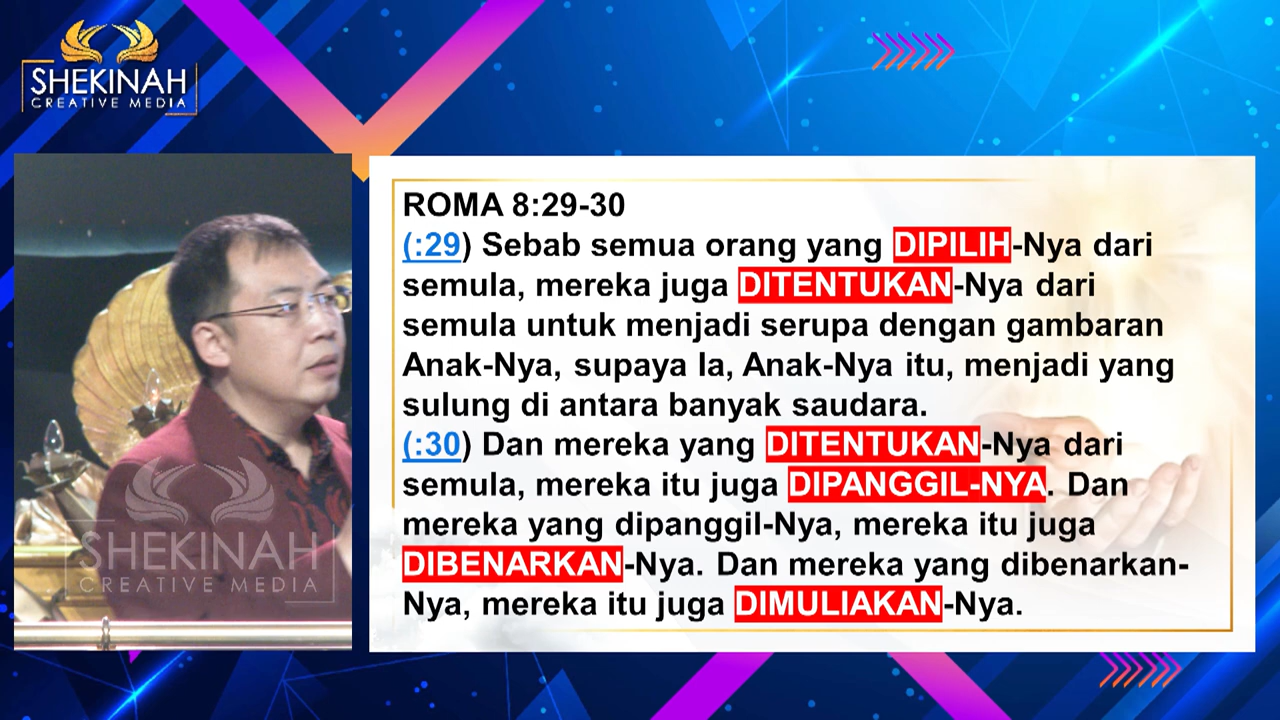 SHEKINAH
CREATIVE MEDIA
ROMA 8:29-30
(:29) Sebab semua orang yang DIPILIH-Nya dari
semula, mereka juga DITENTUKAN-Nya dari
semula untuk menjadi serupa dengan gambaran
Anak-Nya, supaya Ia, Anak-Nya itu, menjadi yang
sulung di antara banyak saudara.
(:30) Dan mereka yang DITENTUKAN-Nya dari
semula, mereka itu juga DIPANGGIL-NYA. Dan
mereka yang dipanggil-Nya, mereka itu juga
DIBENARKAN-Nya. Dan mereka yang dibenarkan-
Nya, mereka itu juga DIMULIAKAN-Nya.
SHEKINAH
CREATIVE MEDIA